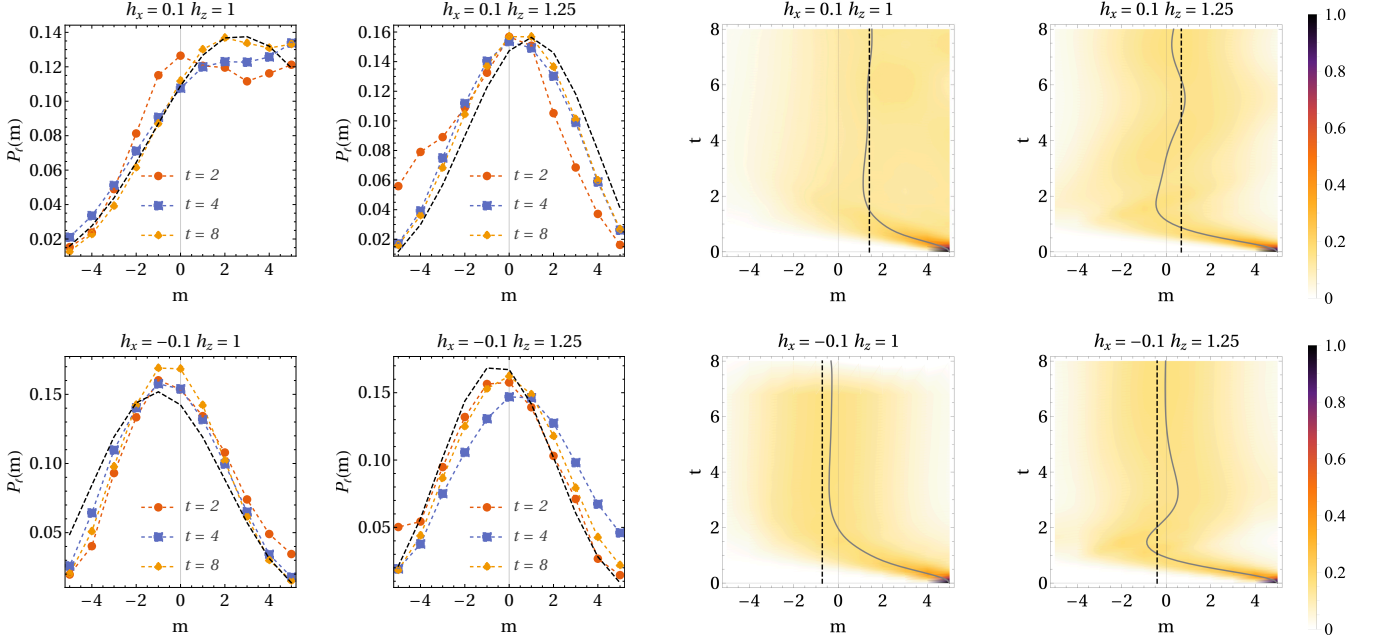 h_x = 0.1 h_z = 1
P_ℓ(m)
0.14
0.12
0.10
0.08
0.06
0.04
0.02
t = 2
t = 4
t = 8
−4 −2 0 2 4
m
h_x = 0.1 h_z = 1.25
P_ℓ(m)
0.16
0.14
0.12
0.10
0.08
0.06
0.04
0.02
t = 2
t = 4
t = 8
−4 −2 0 2 4
m
h_x = 0.1 h_z = 1
t
8
6
4
2
0
−4 −2 0 2 4
m
h_x = 0.1 h_z = 1.25
t
8
6
4
2
0
−4 −2 0 2 4
m
1.0
0.8
0.6
0.4
0.2
0
h_x = −0.1 h_z = 1
P_ℓ(m)
0.15
0.10
0.05
t = 2
t = 4
t = 8
−4 −2 0 2 4
m
h_x = −0.1 h_z = 1.25
P_ℓ(m)
0.15
0.10
0.05
t = 2
t = 4
t = 8
−4 −2 0 2 4
m
h_x = −0.1 h_z = 1
t
8
6
4
2
0
−4 −2 0 2 4
m
h_x = −0.1 h_z = 1.25
t
8
6
4
2
0
−4 −2 0 2 4
m
1.0
0.8
0.6
0.4
0.2
0